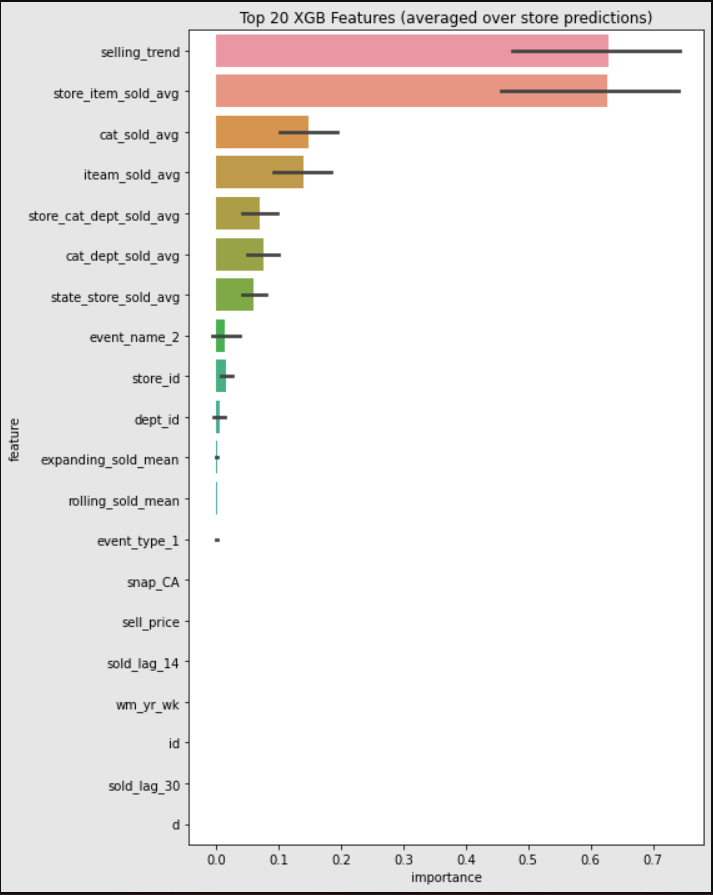 Top 20 XGB Features (averaged over store predictions)
selling_trend
store_item_sold_avg
cat_sold_avg
iteam_sold_avg
store_cat_dept_sold_avg
cat_dept_sold_avg
state_store_sold_avg
event_name_2
store_id
dept_id
expanding_sold_mean
rolling_sold_mean
event_type_1
snap_CA
sell_price
sold_lag_14
wm_yr_wk
id
sold_lag_30
d
feature
0.0 0.1 0.2 0.3 0.4 0.5 0.6 0.7
importance